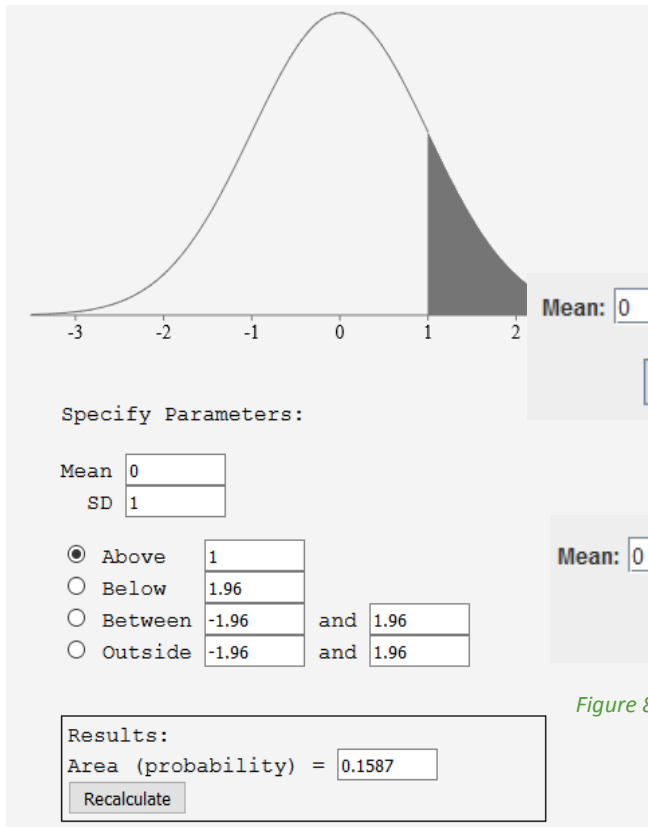 -3 -2 -1 0 1 2
Mean: 0
Specify Parameters:
Mean 0
SD 1
Above 1
Below 1.96
Between -1.96 and 1.96
Outside -1.96 and 1.96
Mean: 0
Figure 8
Results:
Area (probability) = 0.1587
Recalculate